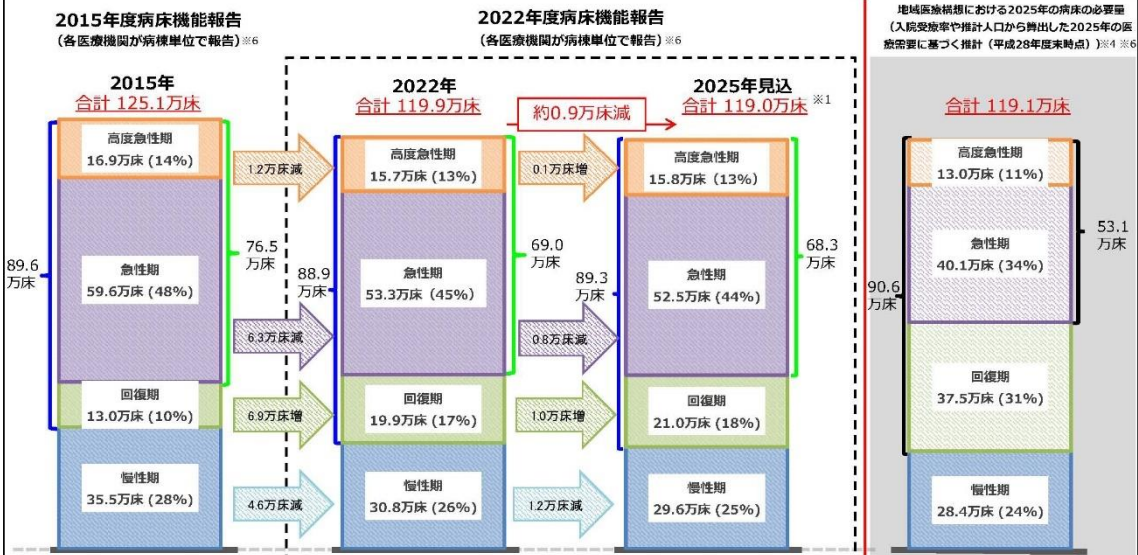 2015年度病床機能報告
(各医療機関が病棟単位で報告)※6
2022年度病床機能報告
(各医療機関が病棟単位で報告)※6
地域医療構想における2025年の病床の必要量
(入院受療率や推計人口から算出した2025年の医
療需要に基づく推計(平成28年度末時点))※4 ※6
2015年
合計 125.1万床
2022年
合計 119.9万床
約0.9万床減
2025年見込
合計 119.0万床
※1
合計 119.1万床
高度急性期
16.9万床 (14%)
1.2万床減
高度急性期
15.7万床 (13%)
0.1万床増
高度急性期
15.8万床 (13%)
高度急性期
13.0万床 (11%)
89.6
万床
急性期
59.6万床 (48%)
76.5
万床
6.3万床減
88.9
万床
急性期
53.3万床 (45%)
69.0
万床
0.8万床減
89.3
万床
急性期
52.5万床 (44%)
68.3
万床
90.6
万床
急性期
40.1万床 (34%)
53.1
万床
回復期
13.0万床 (10%)
6.9万床増
回復期
19.9万床 (17%)
1.0万床増
回復期
21.0万床 (18%)
回復期
37.5万床 (31%)
慢性期
35.5万床 (28%)
4.6万床減
慢性期
30.8万床 (26%)
1.2万床減
慢性期
29.6万床 (25%)
慢性期
28.4万床 (24%)